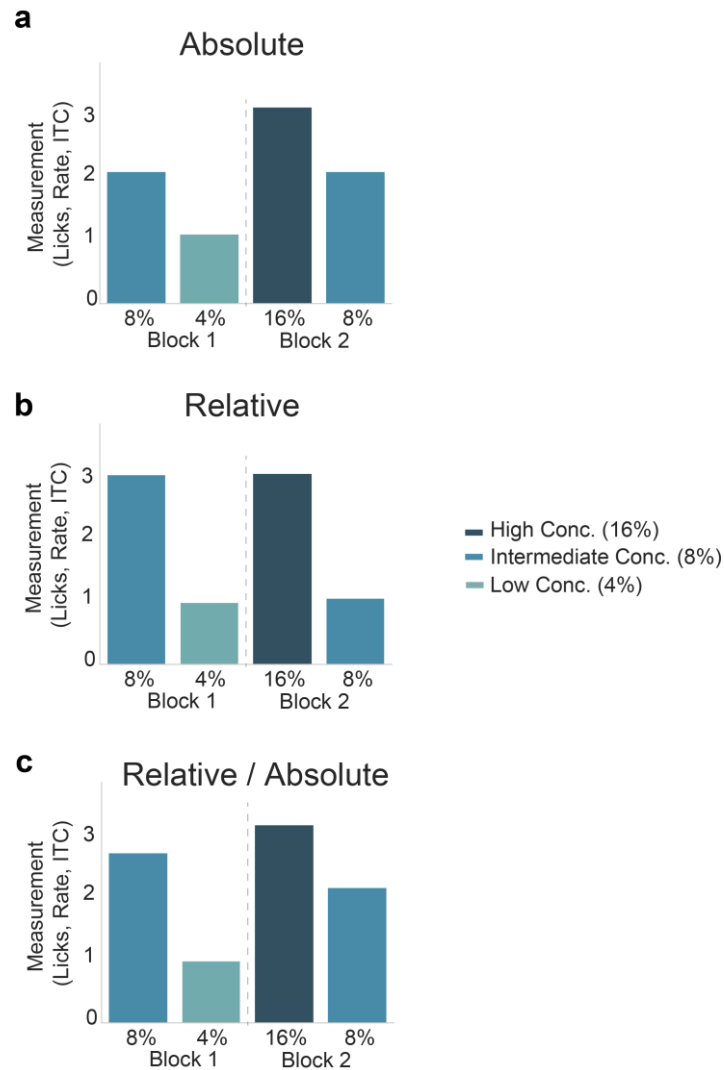 a
Absolute
Measurement
(Licks, Rate, ITC)
3
2
1
0
8% 4% 16% 8%
Block 1 Block 2
b
Relative
Measurement
(Licks, Rate, ITC)
3
2
1
0
8% 4% 16% 8%
Block 1 Block 2
High Conc. (16%)
Intermediate Conc. (8%)
Low Conc. (4%)
c
Relative / Absolute
Measurement
(Licks, Rate, ITC)
3
2
1
0
8% 4% 16% 8%
Block 1 Block 2